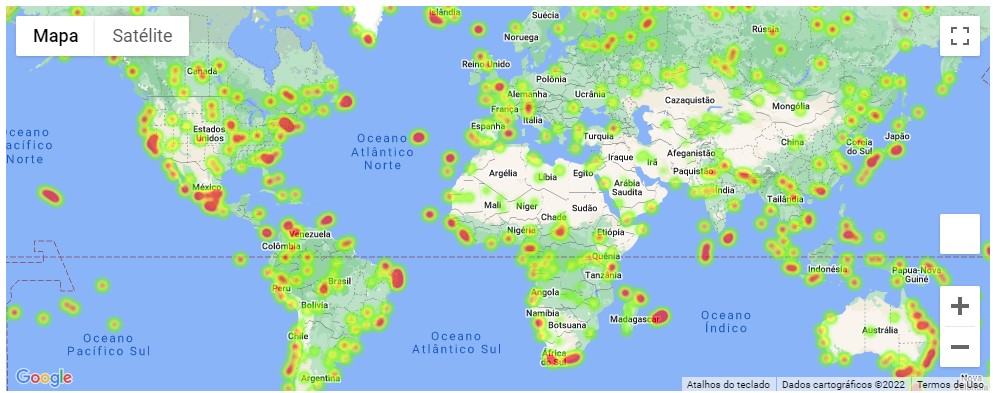 Mapa
Satélite
Islândia
Suécia
Noruega
Rússia
Canadá
Reino Unido
Polônia
Alemanha
Ucrânia
França
Cazaquistão
Mongólia
Itália
Espanha
Turquia
Estados
Unidos
Oceano
Atlântico
Norte
China
Japão
Coreia
do Sul
Iraque
Irã
Afeganistão
Paquistão
Argélia
Líbia
Egito
Arábia
Saudita
Índia
México
Mali
Níger
Chade
Sudão
Tailândia
Nigéria
Etiópia
Venezuela
Colômbia
Quênia
Tanzânia
Indonésia
Papua-Nova
Guiné
Brasil
Peru
Bolívia
Angola
Namíbia
Botsuana
Madagascar
Oceano
Índico
Austrália
Chile
Oceano
Pacífico Sul
Oceano
Atlântico Sul
África
do Sul
Argentina
Google
Atalhos do teclado
Dados cartográficos ©2022
Termos de Uso